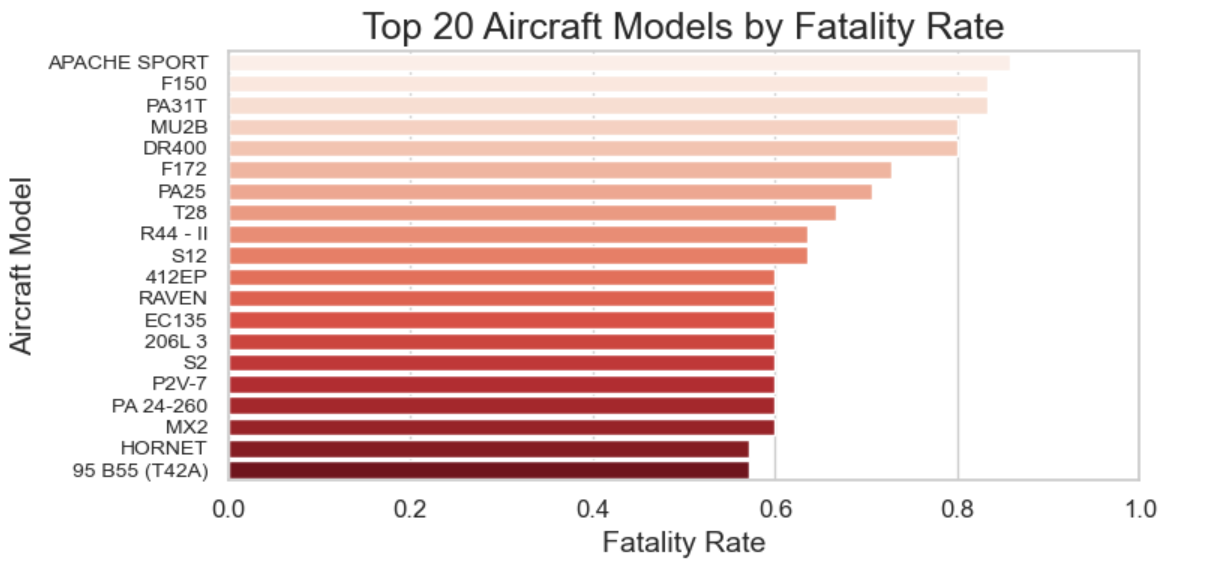 Top 20 Aircraft Models by Fatality Rate
Aircraft Model
APACHE SPORT
F150
PA31T
MU2B
DR400
F172
PA25
T28
R44 - II
S12
412EP
RAVEN
EC135
206L 3
S2
P2V-7
PA 24-260
MX2
HORNET
95 B55 (T42A)
0.0 0.2 0.4 0.6 0.8 1.0
Fatality Rate